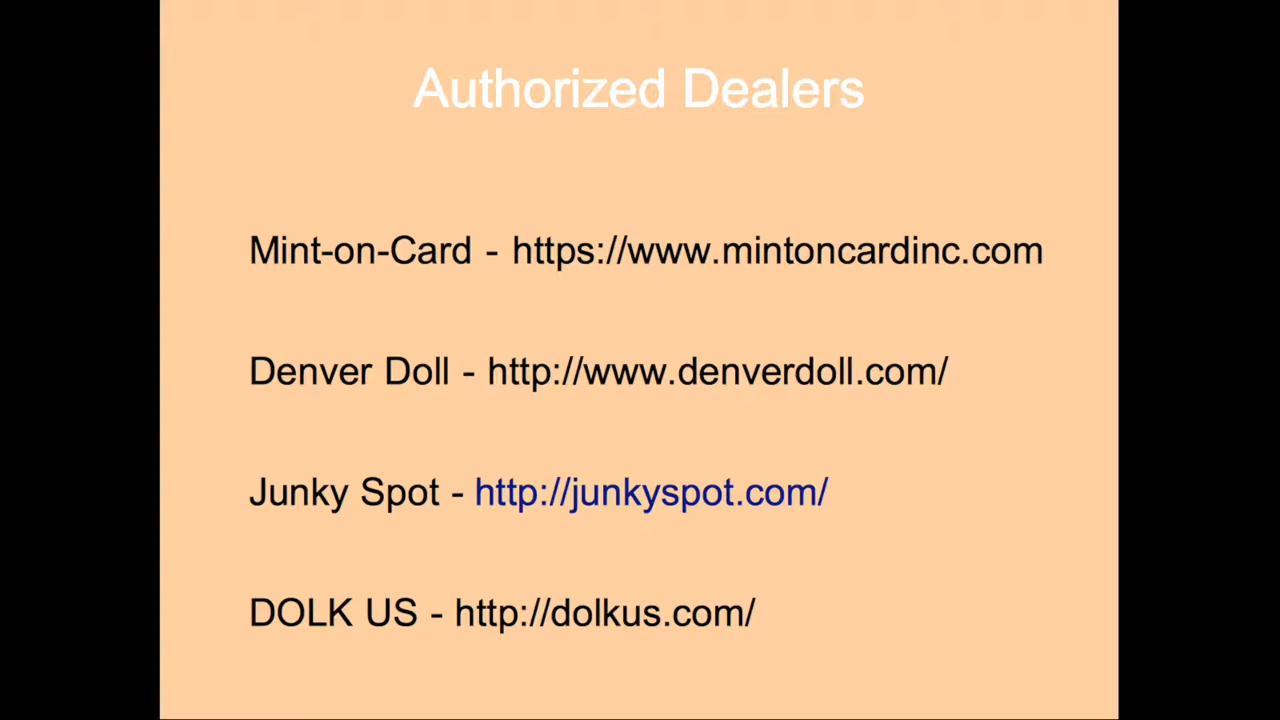 Authorized Dealers
Mint-on-Card - https://www.mintoncardinc.com
Denver Doll - http://www.denverdoll.com/
Junky Spot - http://junkyspot.com/
DOLK US - http://dolkus.com/